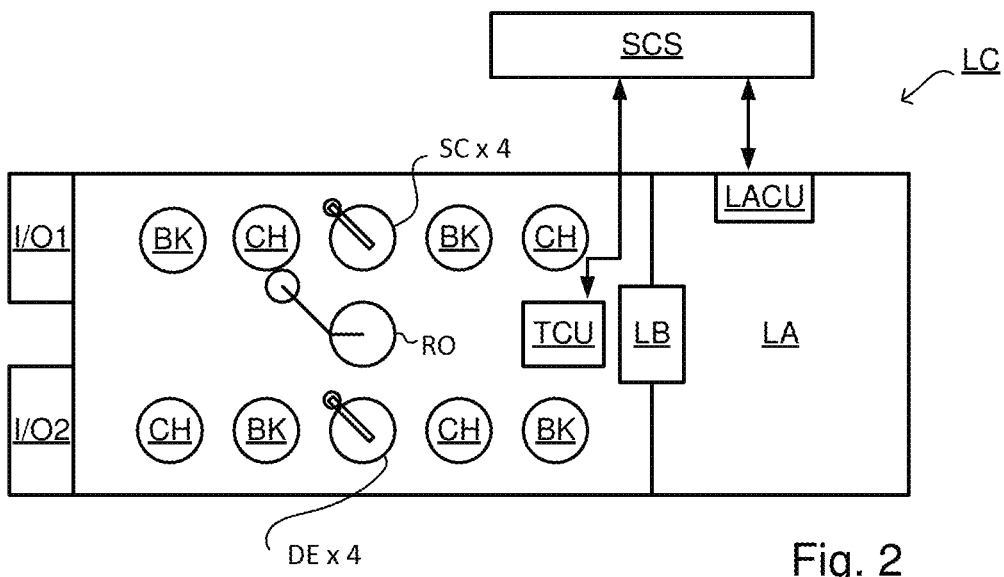 SCS
LC
SC x 4
LACU
I/O1
BK
CH
BK
CH
TCU
LB
LA
RO
I/O2
CH
BK
CH
BK
DE x 4
Fig. 2